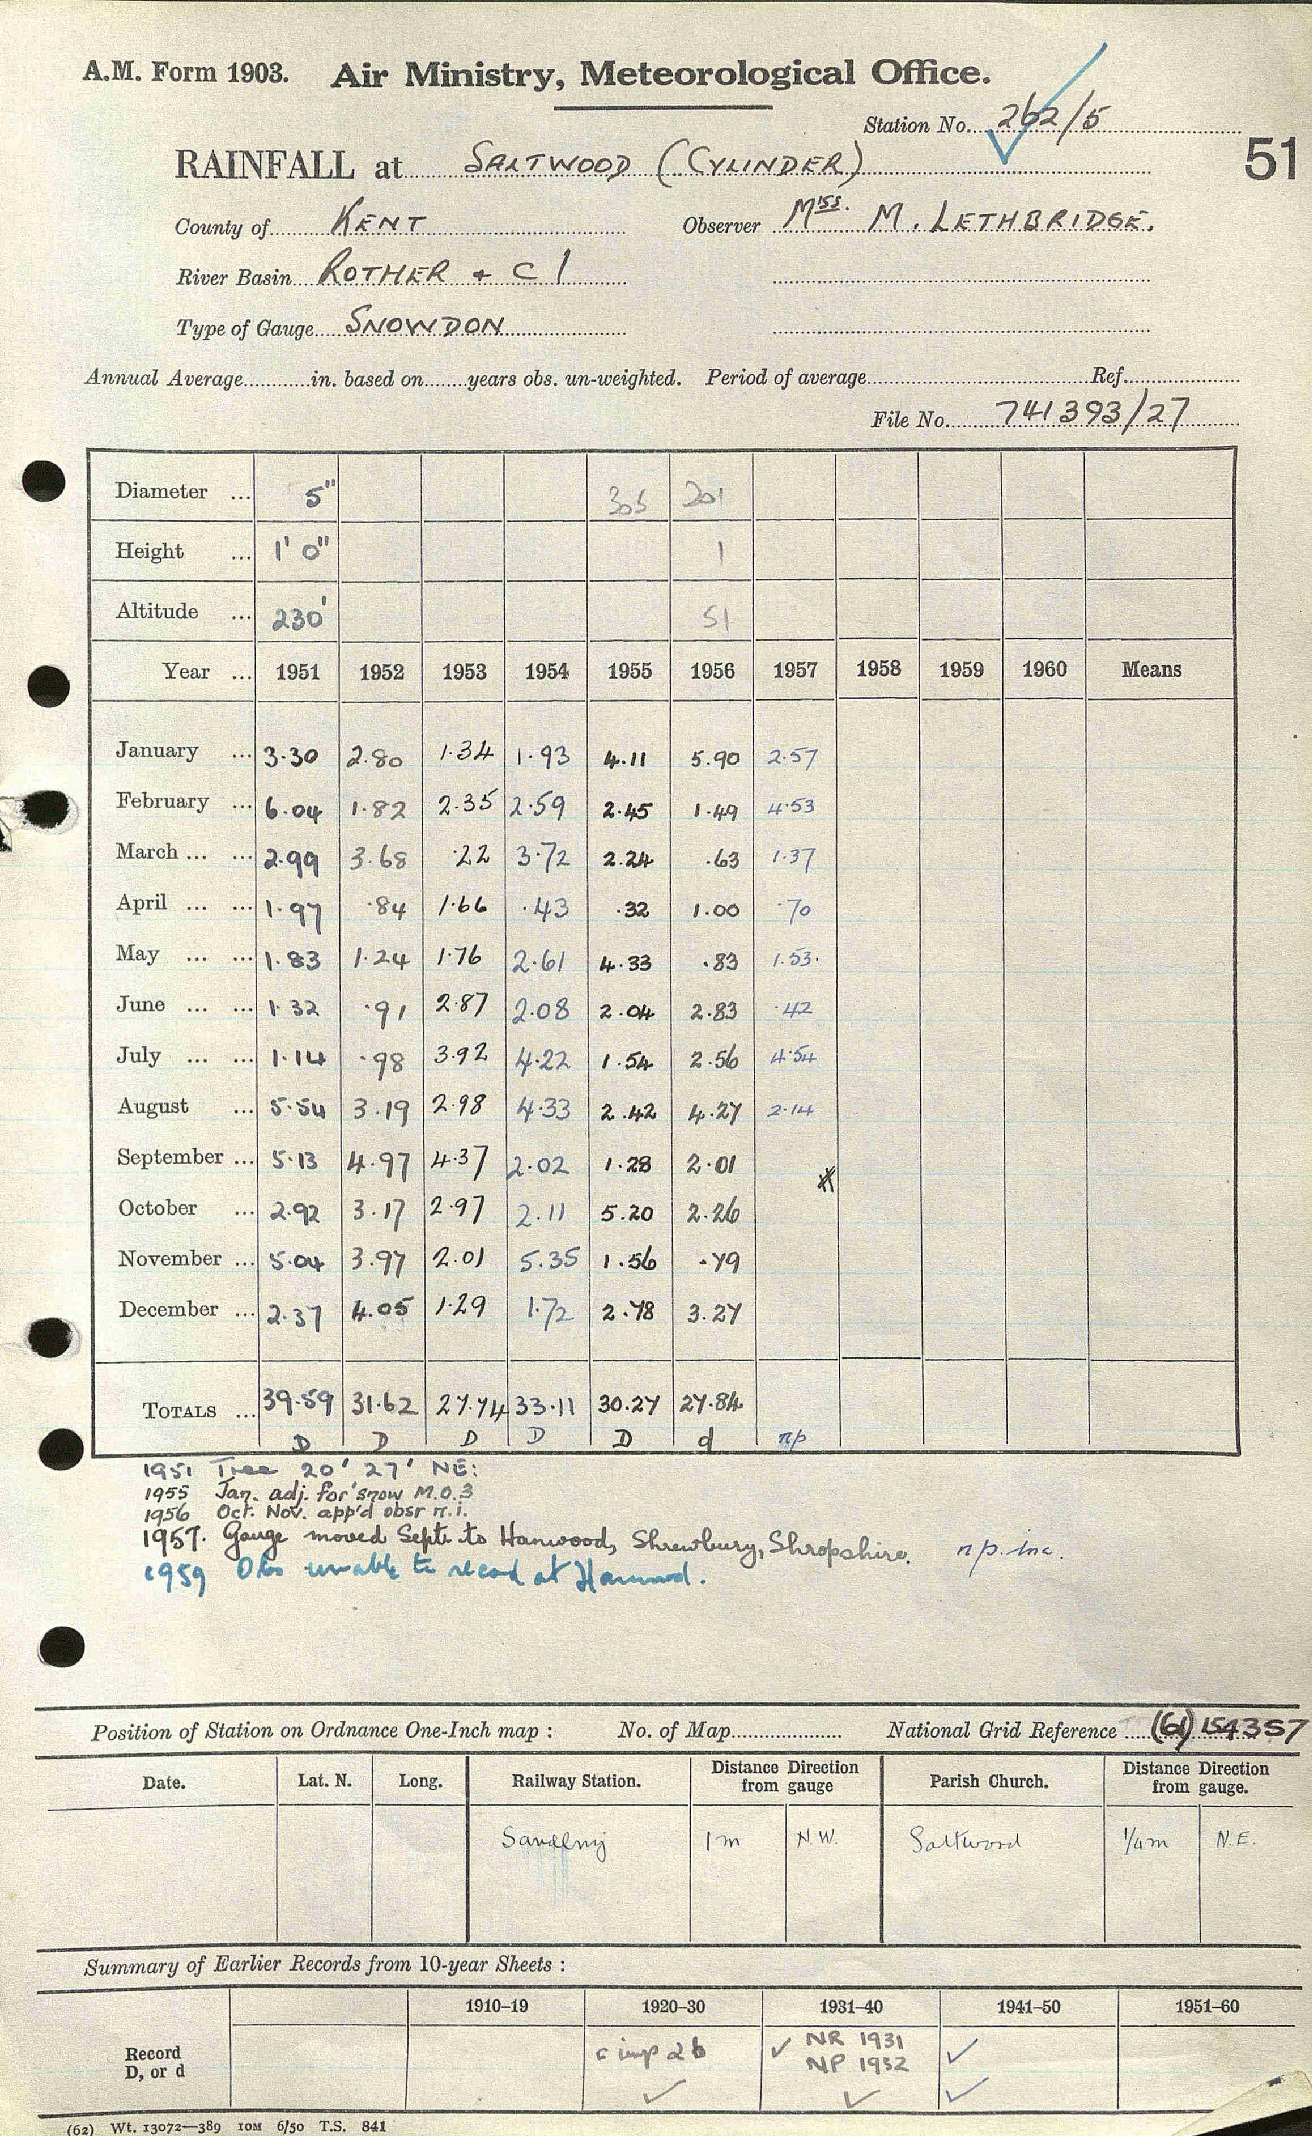 A.M. Form 1903. Air Ministry, Meteorological Office.
Station No. 262/5
RAINFALL at SALTWOOD (CYLINDER)
51
County of KENT Observer Miss. M. LETHBRIDGE.
River Basin ROTHER + C 1
Type of Gauge SNOWDON
Annual Average in. based on years obs. un-weighted. Period of average Ref.
File No. 741393/27
Diameter ... 5" 305 201
Height ... 1' 0" 1
Altitude ... 230' 51
Year ... 1951 1952 1953 1954 1955 1956 1957 1958 1959 1960 Means
January ... 3.30 2.80 1.34 1.93 4.11 5.90 2.57
February ... 6.04 1.82 2.35 2.59 2.45 1.49 4.53
March ... ... 2.99 3.68 .22 3.72 2.24 .63 1.37
April ... ... 1.97 .84 1.66 .43 .32 1.00 .70
May ... ... 1.83 1.24 1.76 2.61 4.33 .83 1.53.
June ... ... 1.32 .91 2.87 2.08 2.04 2.83 .42
July ... ... 1.14 .98 3.92 4.22 1.54 2.56 4.54
August ... 5.54 3.19 2.98 4.33 2.42 4.27 2.14
September ... 5.13 4.97 4.37 2.02 1.28 2.01
October ... 2.92 3.17 2.97 2.11 5.20 2.26
November ... 5.04 3.97 2.01 5.35 1.56 .79
December ... 2.37 4.05 1.29 1.72 2.78 3.27
TOTALS ... 39.59 31.62 27.74 33.11 30.27 27.84
D D D D D d np
1951 Tree 20' 27' NE:
1955 Jan. adj. for snow M.O.3
1956 Oct. Nov. app'd obsr n.i.
1957. Gauge moved Sept. to Hanwood, Shrewbury, Shropshire. n.p. inc.
1959 Obs unable to record at Hanwood.
Position of Station on Ordnance One-Inch map : No. of Map National Grid Reference (61) 154357
Date. Lat. N. Long. Railway Station. Distance Direction from gauge Parish Church. Distance Direction from gauge.
Sandling 1 m N.W. Saltwood 1/4 m N.E.
Summary of Earlier Records from 10-year Sheets :
1910–19 1920–30 1931–40 1941–50 1951–60
Record D, or d c imp 26 ✓ ✓ NR 1931 NP 1932 ✓ ✓ ✓
(62) Wt. 13072—389 10M 6/50 T.S. 841